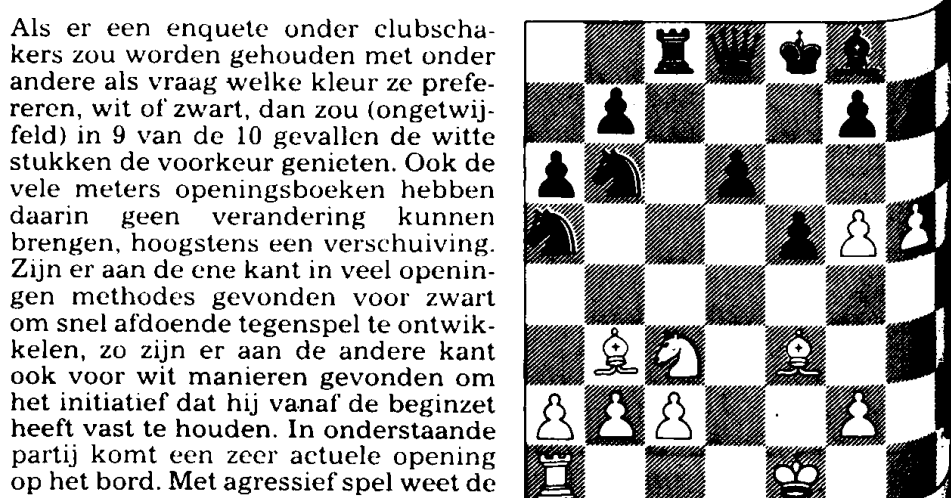 Als er een enquete onder clubscha-
kers zou worden gehouden met onder
andere als vraag welke kleur ze prefe-
reren, wit of zwart, dan zou (ongetwij-
feld) in 9 van de 10 gevallen de witte
stukken de voorkeur genieten. Ook de
vele meters openingsboeken hebben
daarin geen verandering kunnen
brengen, hoogstens een verschuiving.
Zijn er aan de ene kant in veel openin-
gen methodes gevonden voor zwart
om snel afdoende tegenspel te ontwik-
kelen, zo zijn er aan de andere kant
ook voor wit manieren gevonden om
het initiatief dat hij vanaf de beginzet
heeft vast te houden. In onderstaande
partij komt een zeer actuele opening
op het bord. Met agressief spel weet de